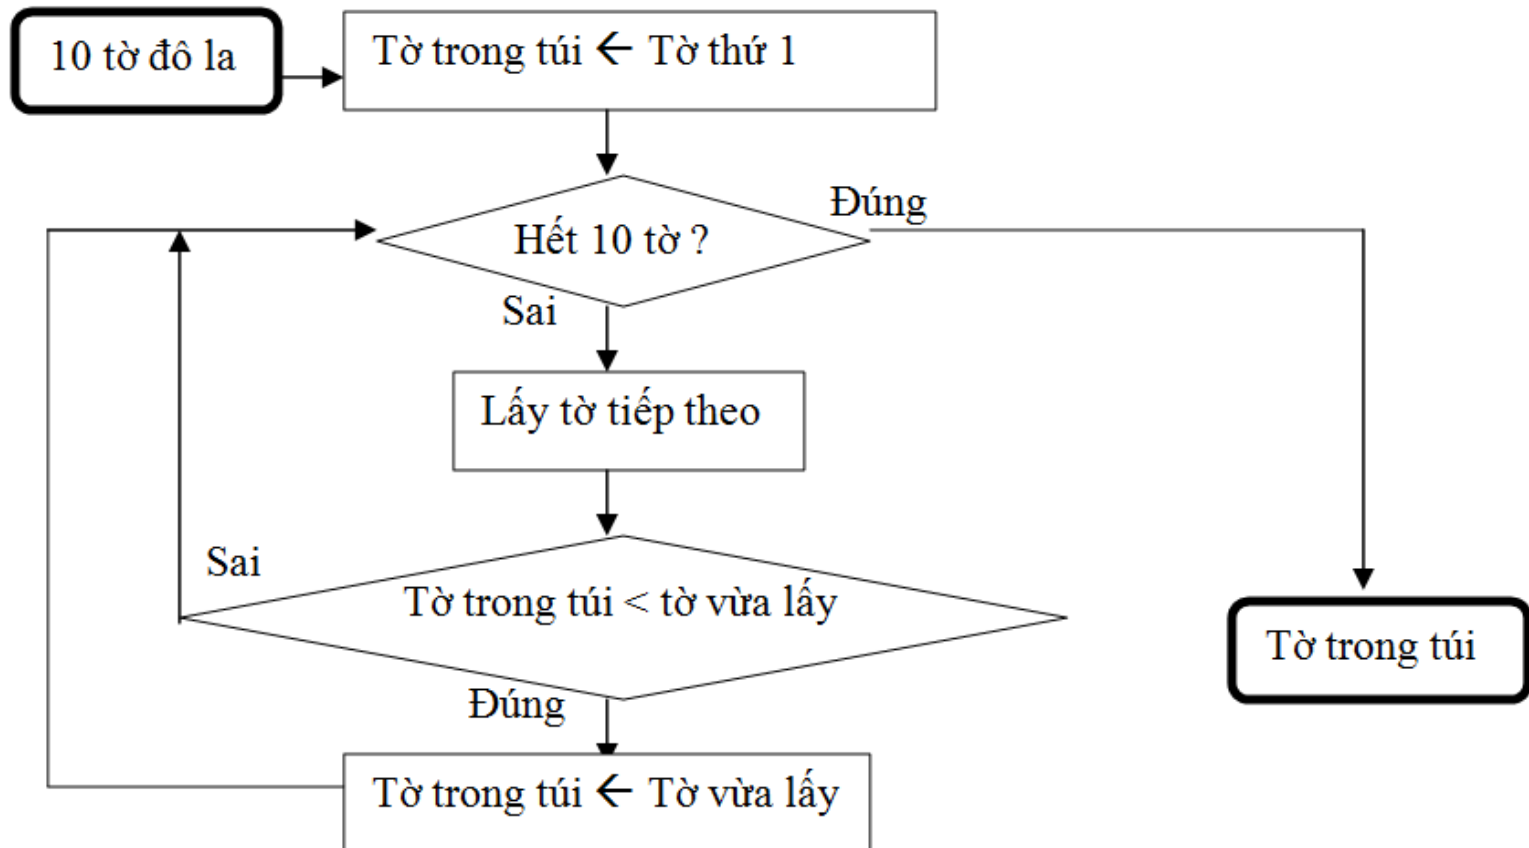 10 tờ đô la
Tờ trong túi ← Tờ thứ 1
Hết 10 tờ ?
Đúng
Sai
Lấy tờ tiếp theo
Sai
Tờ trong túi < tờ vừa lấy
Đúng
Tờ trong túi ← Tờ vừa lấy
Tờ trong túi